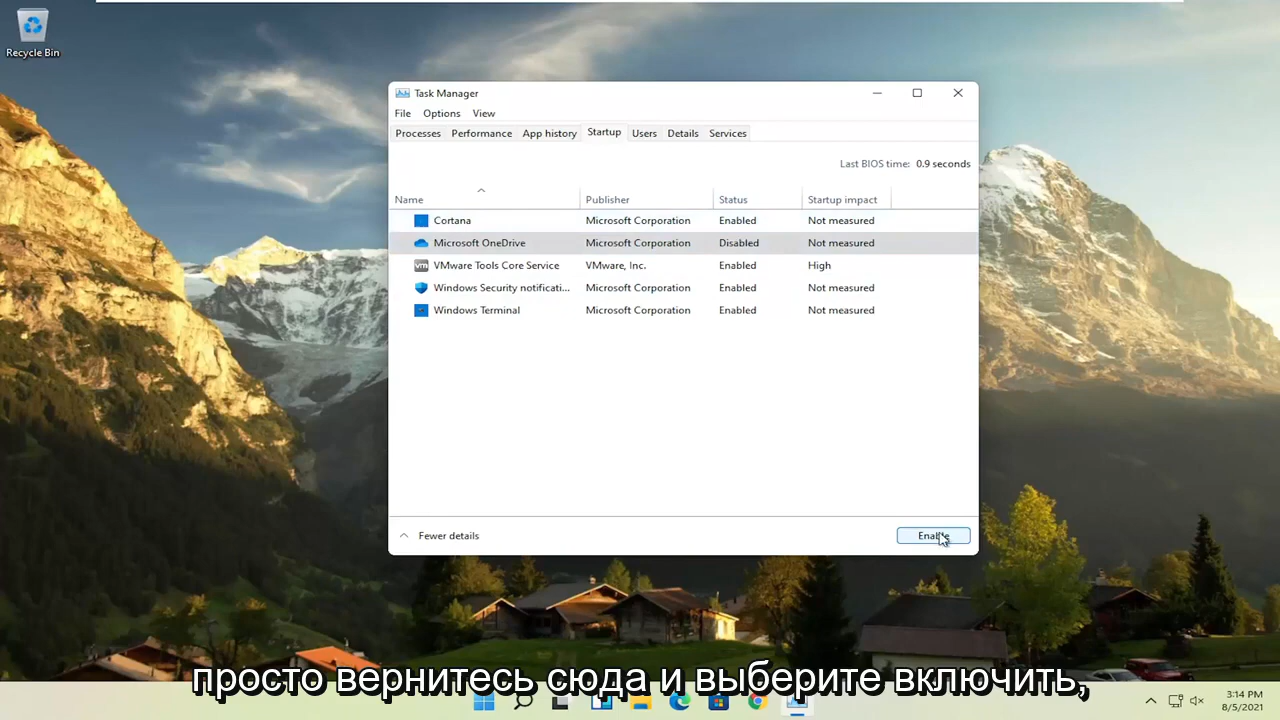 Recycle Bin
Task Manager
File Options View
Processes Performance App history Startup Users Details Services
Last BIOS time: 0.9 seconds
Name Publisher Status Startup impact
Cortana Microsoft Corporation Enabled Not measured
Microsoft OneDrive Microsoft Corporation Disabled Not measured
vm VMware Tools Core Service VMware, Inc. Enabled High
Windows Security notificati... Microsoft Corporation Enabled Not measured
Windows Terminal Microsoft Corporation Enabled Not measured
Fewer details Enable
просто вернитесь сюда и выберите включить,
3:14 PM
8/5/2021